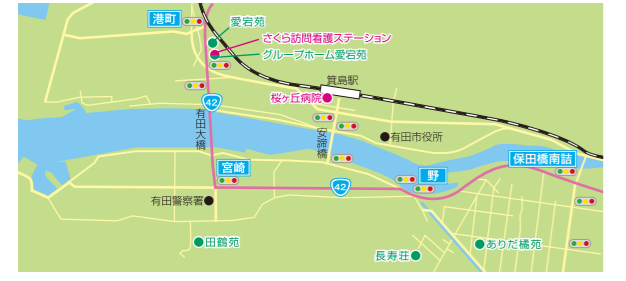 港町
愛宕苑
さくら訪問看護ステーション
グループホーム愛宕苑
箕島駅
桜ヶ丘病院
42
有田大橋
安諦橋
有田市役所
保田橋南詰
宮崎
野
42
有田警察署
田鶴苑
長寿荘
ありだ橘苑